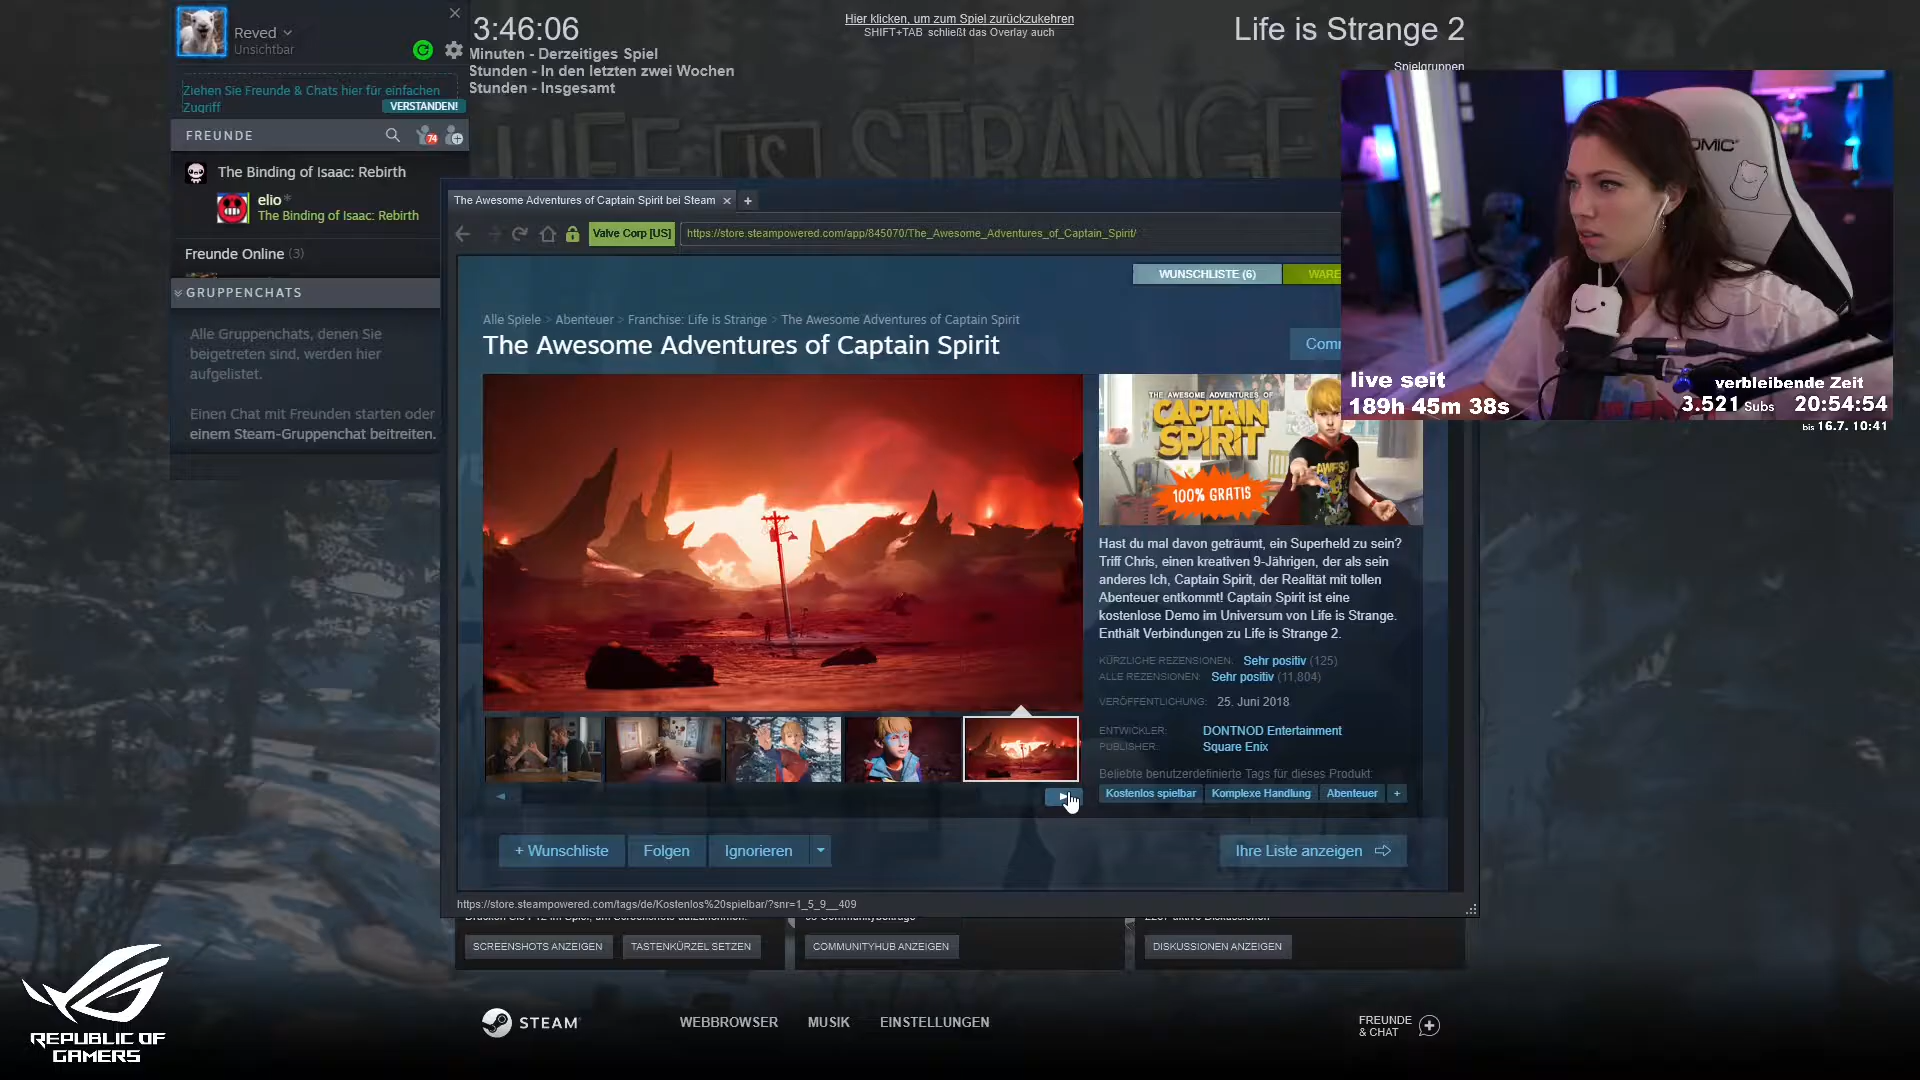 Reved
Unsichtbar
Ziehen Sie Freunde & Chats hier für einfachen
Zugriff
VERSTANDEN!
FREUNDE
74
The Binding of Isaac: Rebirth
elio*
The Binding of Isaac: Rebirth
Freunde Online (3)
GRUPPENCHATS
Alle Gruppenchats, denen Sie
beigetreten sind, werden hier
aufgelistet.
Einen Chat mit Freunden starten oder
einem Steam-Gruppenchat beitreten.
3:46:06
Minuten - Derzeitiges Spiel
Stunden - In den letzten zwei Wochen
Stunden - Insgesamt
Hier klicken, um zum Spiel zurückzukehren
SHIFT+TAB schließt das Overlay auch
Life is Strange 2
Spielgruppen
LIFE IS STRANGE
The Awesome Adventures of Captain Spirit bei Steam
Valve Corp [US]
https://store.steampowered.com/app/845070/The_Awesome_Adventures_of_Captain_Spirit/
WUNSCHLISTE (6)
WARE
Alle Spiele > Abenteuer > Franchise: Life is Strange > The Awesome Adventures of Captain Spirit
The Awesome Adventures of Captain Spirit
Comm
THE AWESOME ADVENTURES OF
CAPTAIN
SPIRIT
100% GRATIS
Hast du mal davon geträumt, ein Superheld zu sein?
Triff Chris, einen kreativen 9-Jährigen, der als sein
anderes Ich, Captain Spirit, der Realität mit tollen
Abenteuer entkommt! Captain Spirit ist eine
kostenlose Demo im Universum von Life is Strange.
Enthält Verbindungen zu Life is Strange 2.
KÜRZLICHE REZENSIONEN: Sehr positiv (125)
ALLE REZENSIONEN: Sehr positiv (11,804)
VERÖFFENTLICHUNG: 25. Juni 2018
ENTWICKLER: DONTNOD Entertainment
PUBLISHER: Square Enix
Beliebte benutzerdefinierte Tags für dieses Produkt:
Kostenlos spielbar
Komplexe Handlung
Abenteuer
+
+ Wunschliste
Folgen
Ignorieren
Ihre Liste anzeigen
https://store.steampowered.com/tags/de/Kostenlos%20spielbar/?snr=1_5_9__409
SCREENSHOTS ANZEIGEN
TASTENKÜRZEL SETZEN
COMMUNITYHUB ANZEIGEN
DISKUSSIONEN ANZEIGEN
STEAM
WEBBROWSER
MUSIK
EINSTELLUNGEN
FREUNDE
& CHAT
live seit
189h 45m 38s
verbleibende Zeit
3.521 Subs 20:54:54
bis 16.7. 10:41
REPUBLIC OF
GAMERS